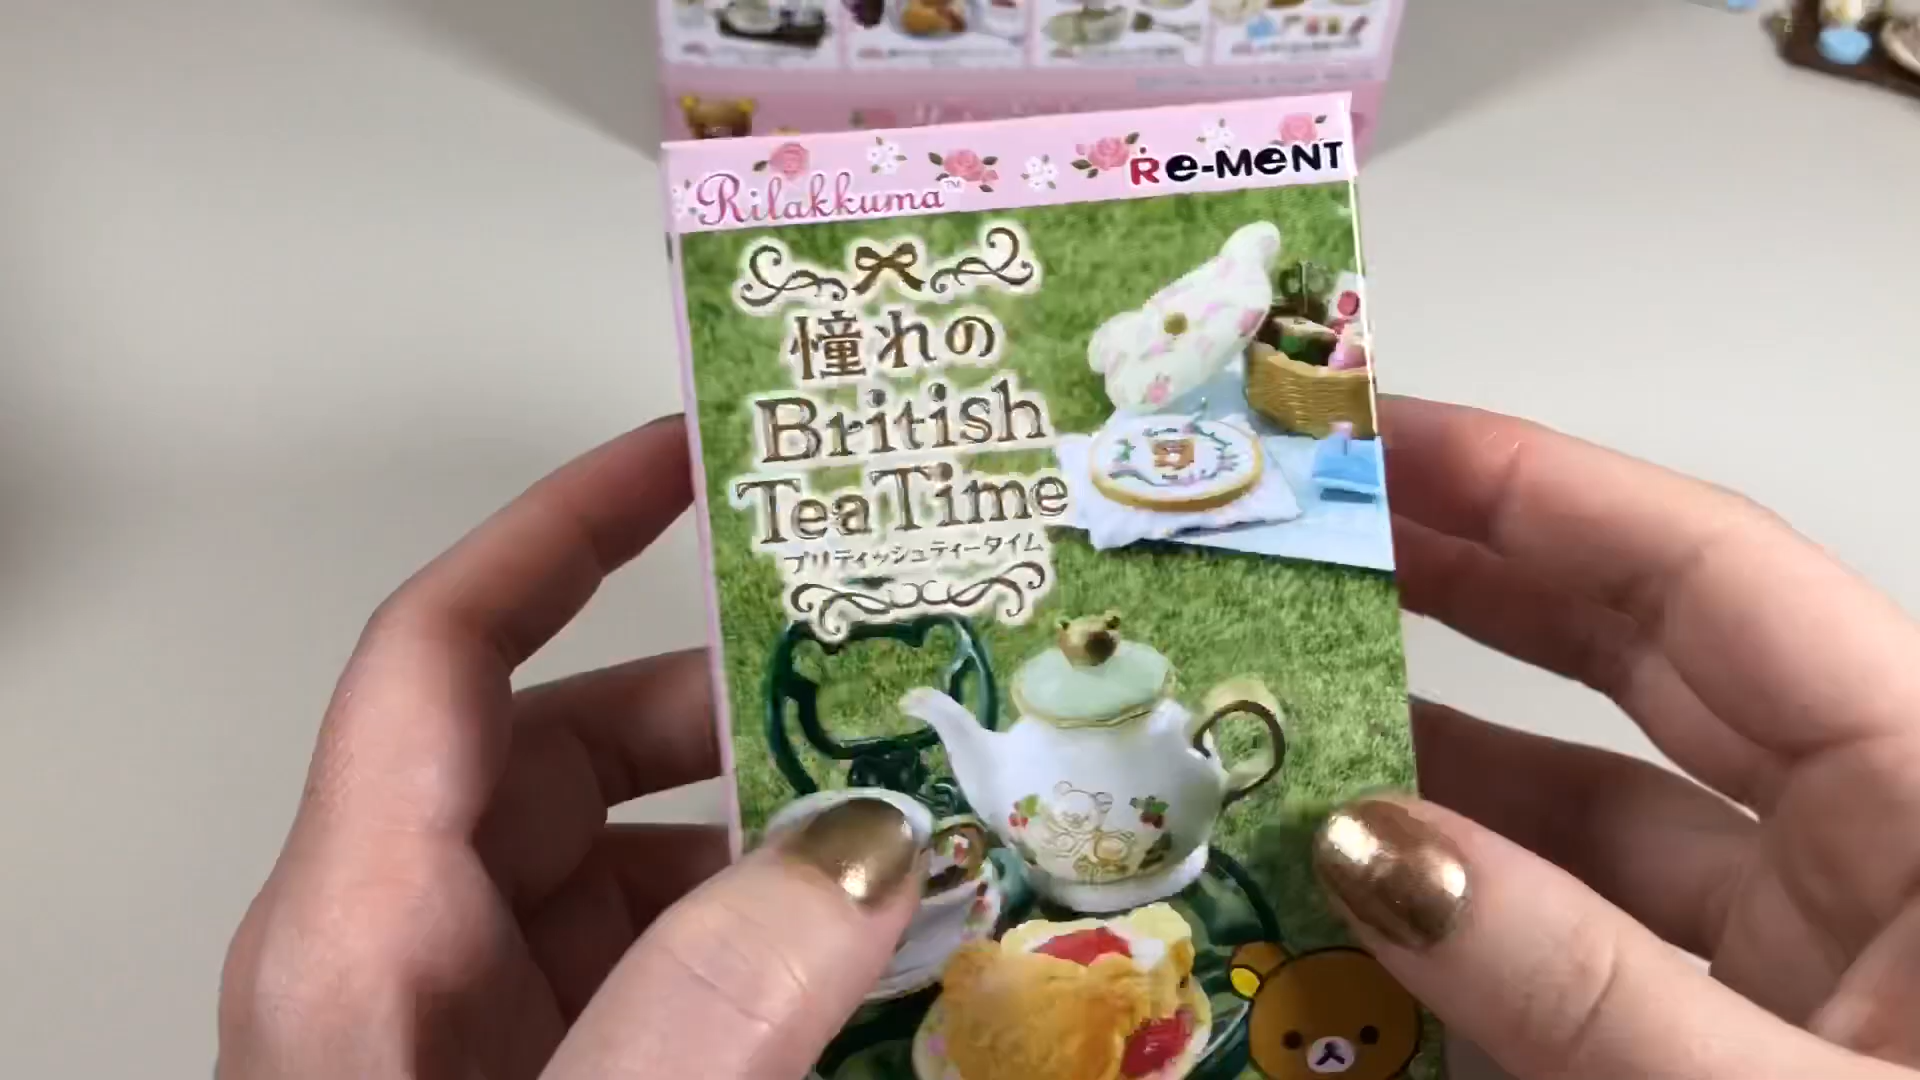 Rilakkuma™
Re-MeNT
憧れの
British
Tea Time
ブリティッシュティータイム